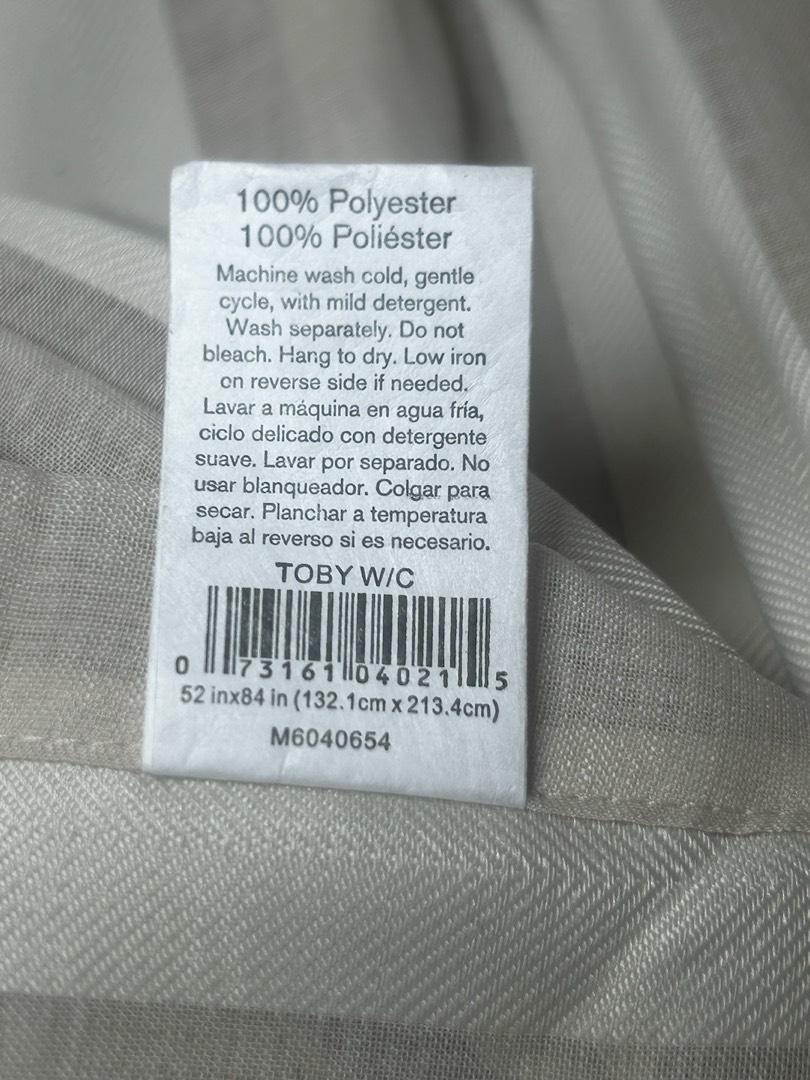 100% Polyester
100% Poliéster
Machine wash cold, gentle
cycle, with mild detergent.
Wash separately. Do not
bleach. Hang to dry. Low iron
on reverse side if needed.
Lavar a máquina en agua fría,
ciclo delicado con detergente
suave. Lavar por separado. No
usar blanqueador. Colgar para
secar. Planchar a temperatura
baja al reverso si es necesario.
TOBY W/C
0 73161 04021 5
52 inx84 in (132.1cm x 213.4cm)
M6040654